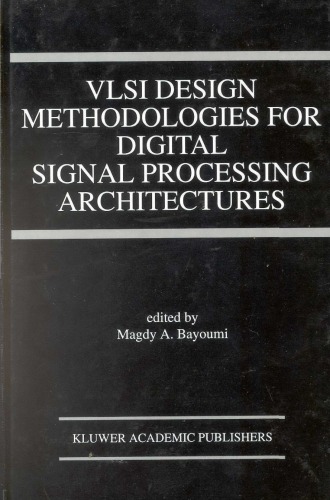 VLSI DESIGN
METHODOLOGIES FOR
DIGITAL
SIGNAL PROCESSING
ARCHITECTURES
edited by
Magdy A. Bayoumi
KLUWER ACADEMIC PUBLISHERS